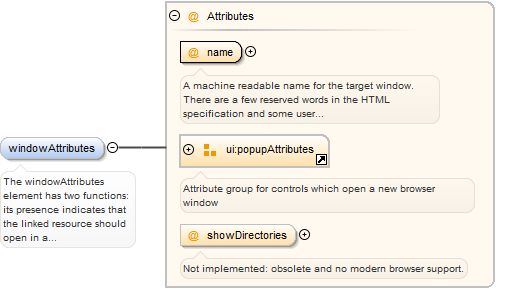 @ Attributes
@ name
A machine readable name for the target window.
There are a few reserved words in the HTML
specification and some user...
windowAttributes
The windowAttributes
element has two functions:
its presence indicates that
the linked resource should
open in a...
ui:popupAttributes
Attribute group for controls which open a new browser
window
@ showDirectories
Not implemented: obsolete and no modern browser support.